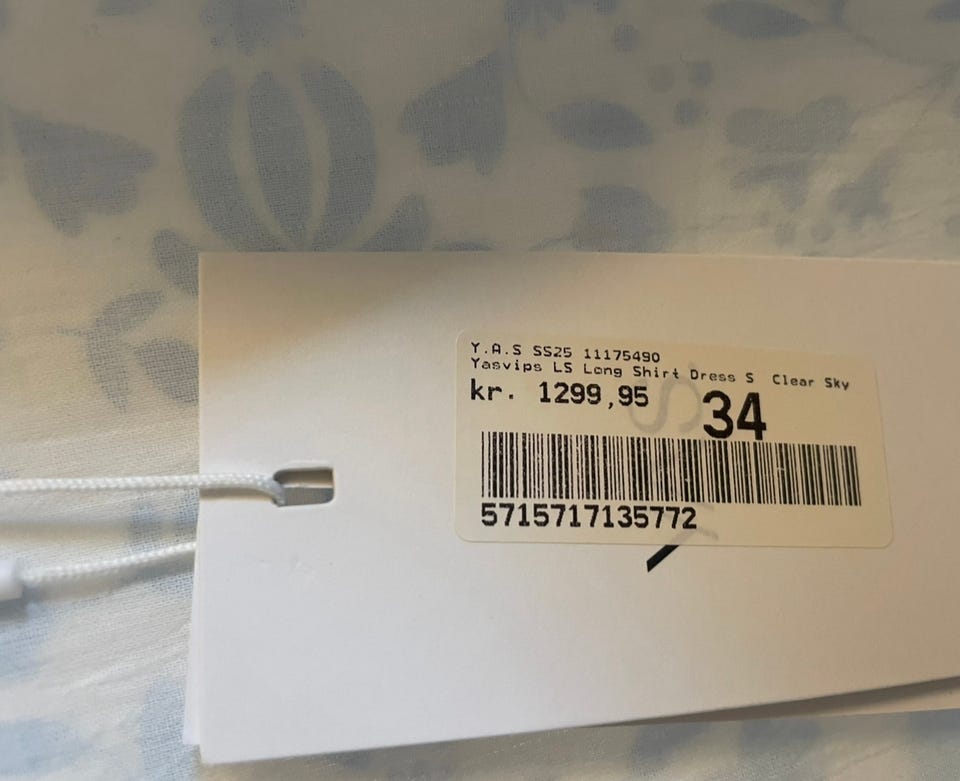 Y.A.S SS25 11175490
Yasvips LS Long Shirt Dress S Clear Sky
kr. 1299,95
34
5715717135772